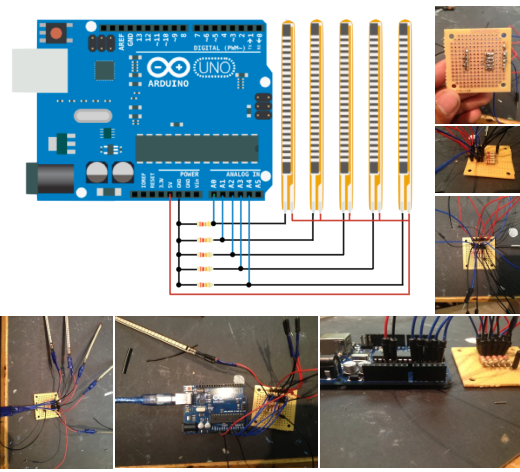 AREF
GND
13
12
~11
~10
~9
8
7
~6
~5
4
~3
2
TX→1
RX←0
DIGITAL (PWM~)
UNO
ARDUINO
POWER
ANALOG IN
IOREF
RESET
3.3V
5V
GND
GND
Vin
A0
A1
A2
A3
A4
A5